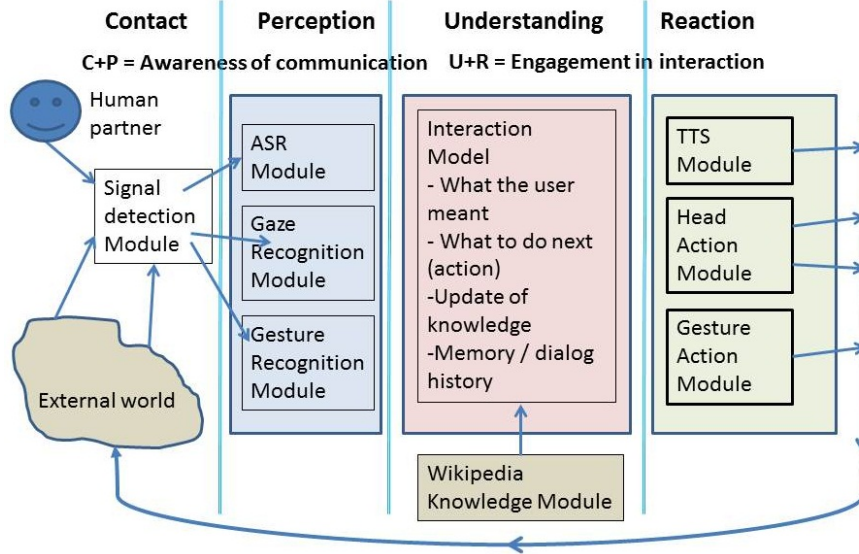 Contact
Perception
Understanding
Reaction
C+P = Awareness of communication
U+R = Engagement in interaction
Human
partner
Signal
detection
Module
External world
ASR
Module
Gaze
Recognition
Module
Gesture
Recognition
Module
Interaction
Model
- What the user
meant
- What to do next
(action)
-Update of
knowledge
-Memory / dialog
history
Wikipedia
Knowledge Module
TTS
Module
Head
Action
Module
Gesture
Action
Module